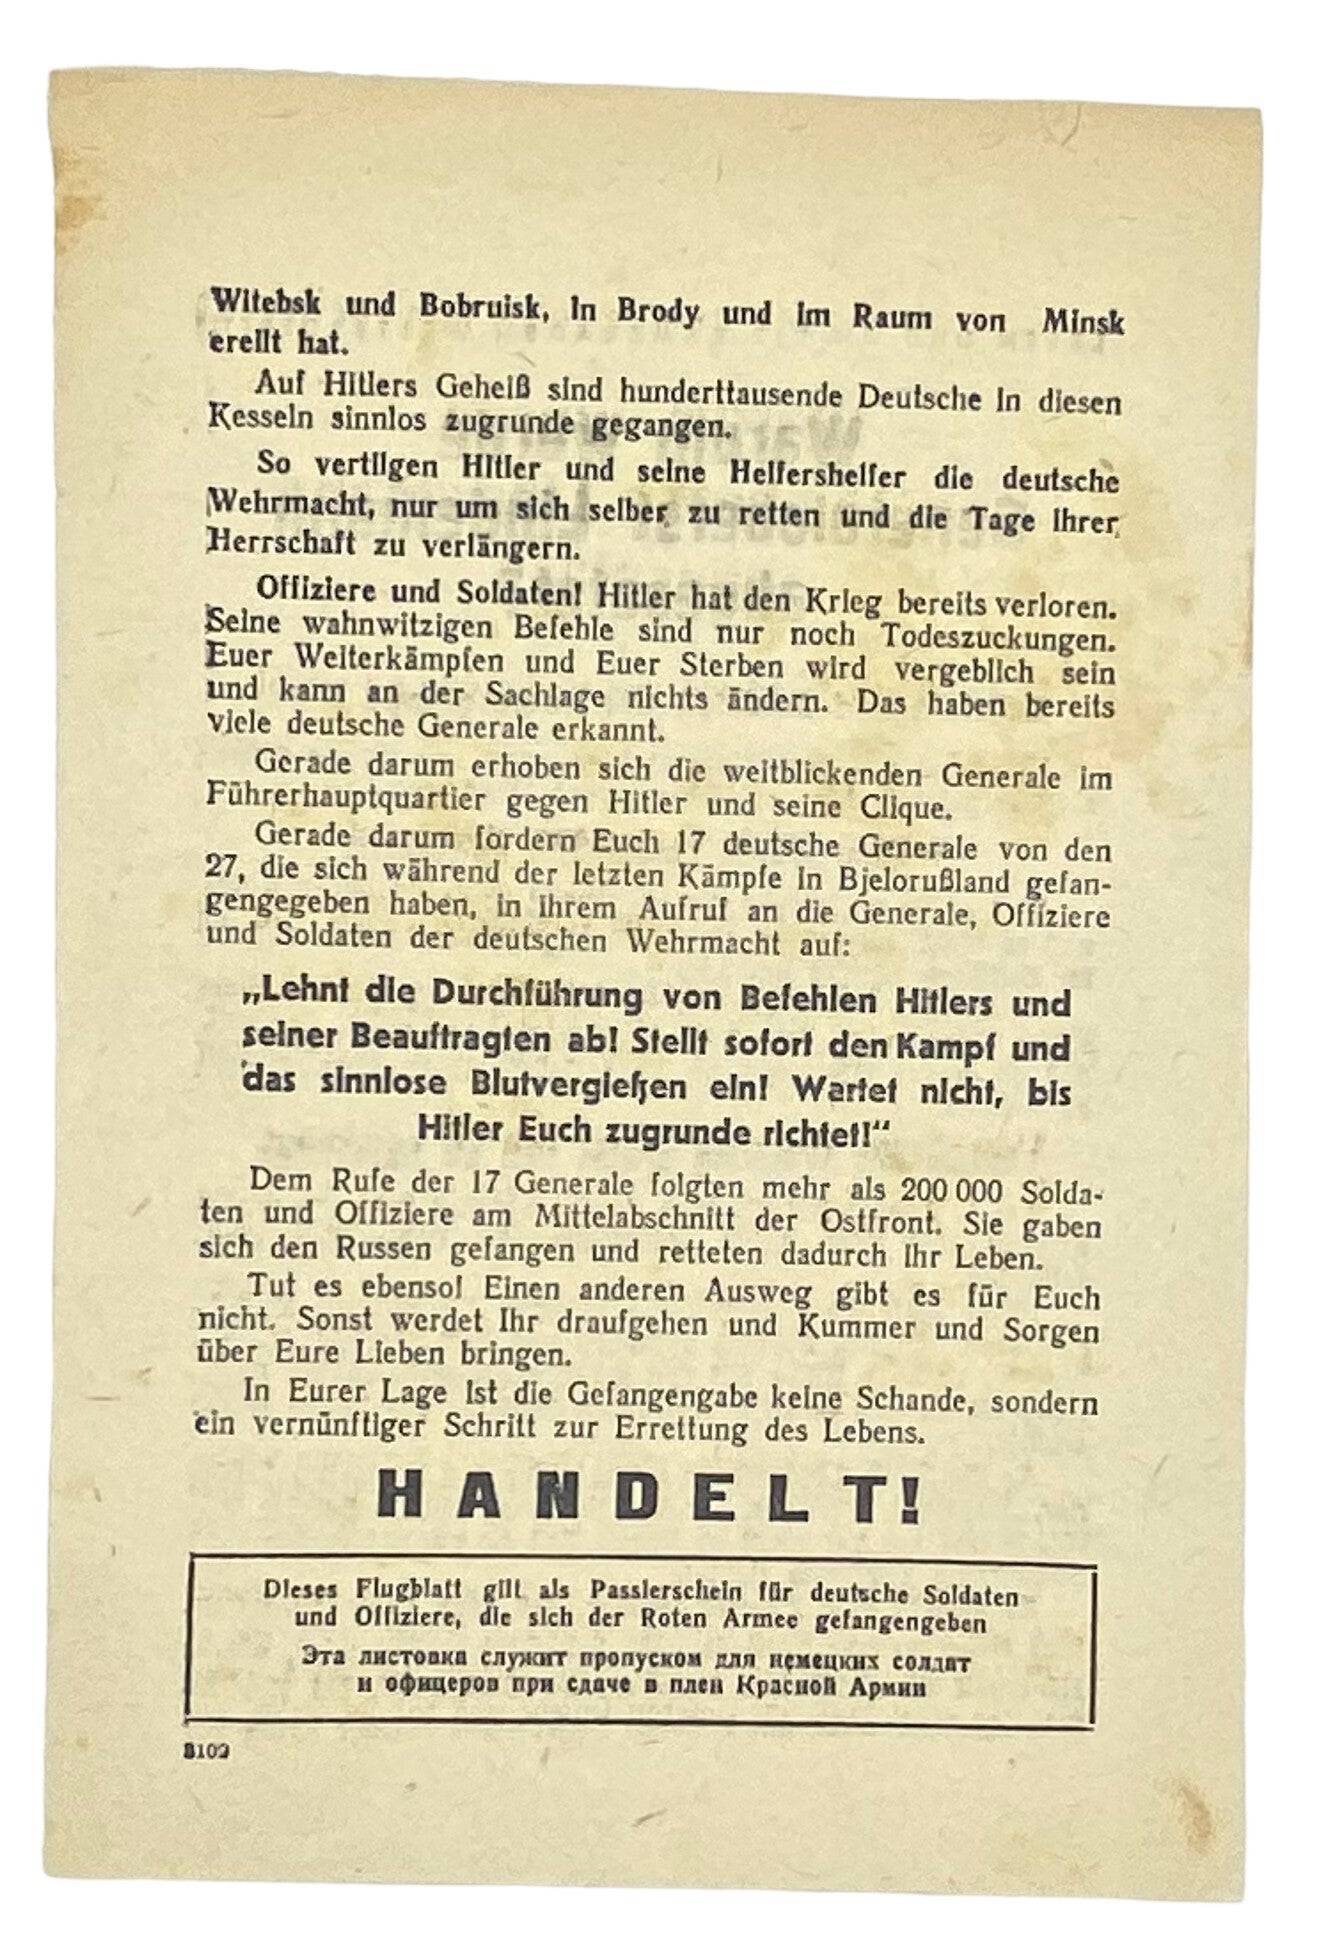 Witebsk und Bobruisk, in Brody und im Raum von Minsk
ereilt hat.
Auf Hitlers Geheiß sind hunderttausende Deutsche in diesen
Kesseln sinnlos zugrunde gegangen.
So vertilgen Hitler und seine Helfershelfer die deutsche
Wehrmacht, nur um sich selber zu retten und die Tage ihrer
Herrschaft zu verlängern.
Offiziere und Soldaten! Hitler hat den Krieg bereits verloren.
Seine wahnwitzigen Befehle sind nur noch Todeszuckungen.
Euer Weiterkämpfen und Euer Sterben wird vergeblich sein
und kann an der Sachlage nichts ändern. Das haben bereits
viele deutsche Generale erkannt.
Gerade darum erhoben sich die weitblickenden Generale im
Führerhauptquartier gegen Hitler und seine Clique.
Gerade darum fordern Euch 17 deutsche Generale von den
27, die sich während der letzten Kämpfe in Bjelorußland gefan-
gengegeben haben, in ihrem Aufruf an die Generale, Offiziere
und Soldaten der deutschen Wehrmacht auf:
„Lehnt die Durchführung von Befehlen Hitlers und
seiner Beauftragten ab! Stellt sofort den Kampf und
das sinnlose Blutvergießen ein! Wartet nicht, bis
Hitler Euch zugrunde richtet!“
Dem Rufe der 17 Generale folgten mehr als 200 000 Solda-
ten und Offiziere am Mittelabschnitt der Ostfront. Sie gaben
sich den Russen gefangen und retteten dadurch ihr Leben.
Tut es ebenso! Einen anderen Ausweg gibt es für Euch
nicht. Sonst werdet Ihr draufgehen und Kummer und Sorgen
über Eure Lieben bringen.
In Eurer Lage ist die Gefangengabe keine Schande, sondern
ein vernünftiger Schritt zur Errettung des Lebens.
HANDELT!
Dieses Flugblatt gilt als Passierschein für deutsche Soldaten
und Offiziere, die sich der Roten Armee gefangengeben
Эта листовка служит пропуском для немецких солдат
и офицеров при сдаче в плен Красной Армии